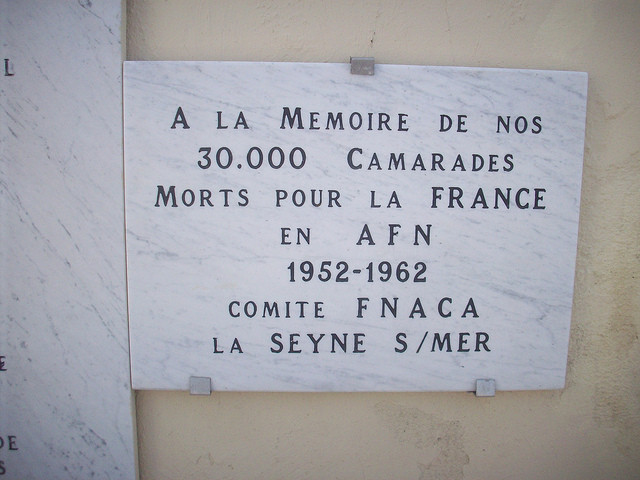 L
A LA MEMOIRE DE NOS
30.000 CAMARADES
MORTS POUR LA FRANCE
EN AFN
1952-1962
COMITE FNACA
LA SEYNE S/MER
E
DE
S